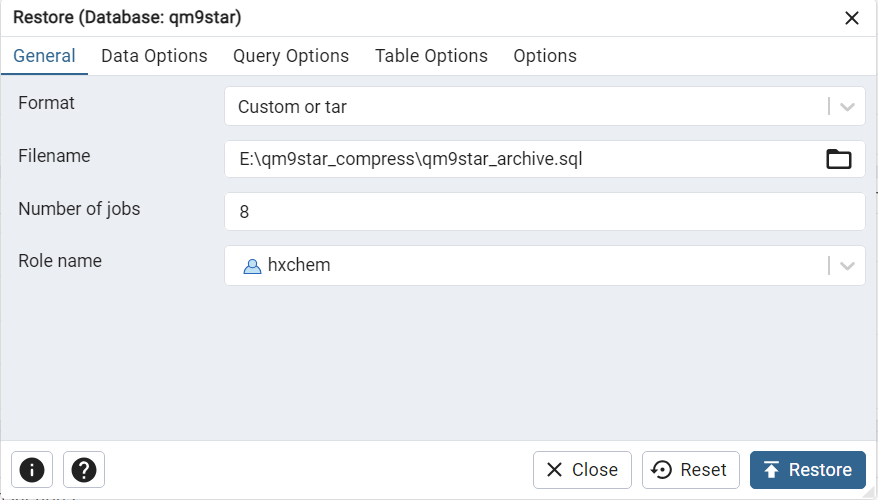 Restore (Database: qm9star)
General Data Options Query Options Table Options Options
Format Custom or tar
Filename E:\qm9star_compress\qm9star_archive.sql
Number of jobs 8
Role name hxchem
Close Reset Restore